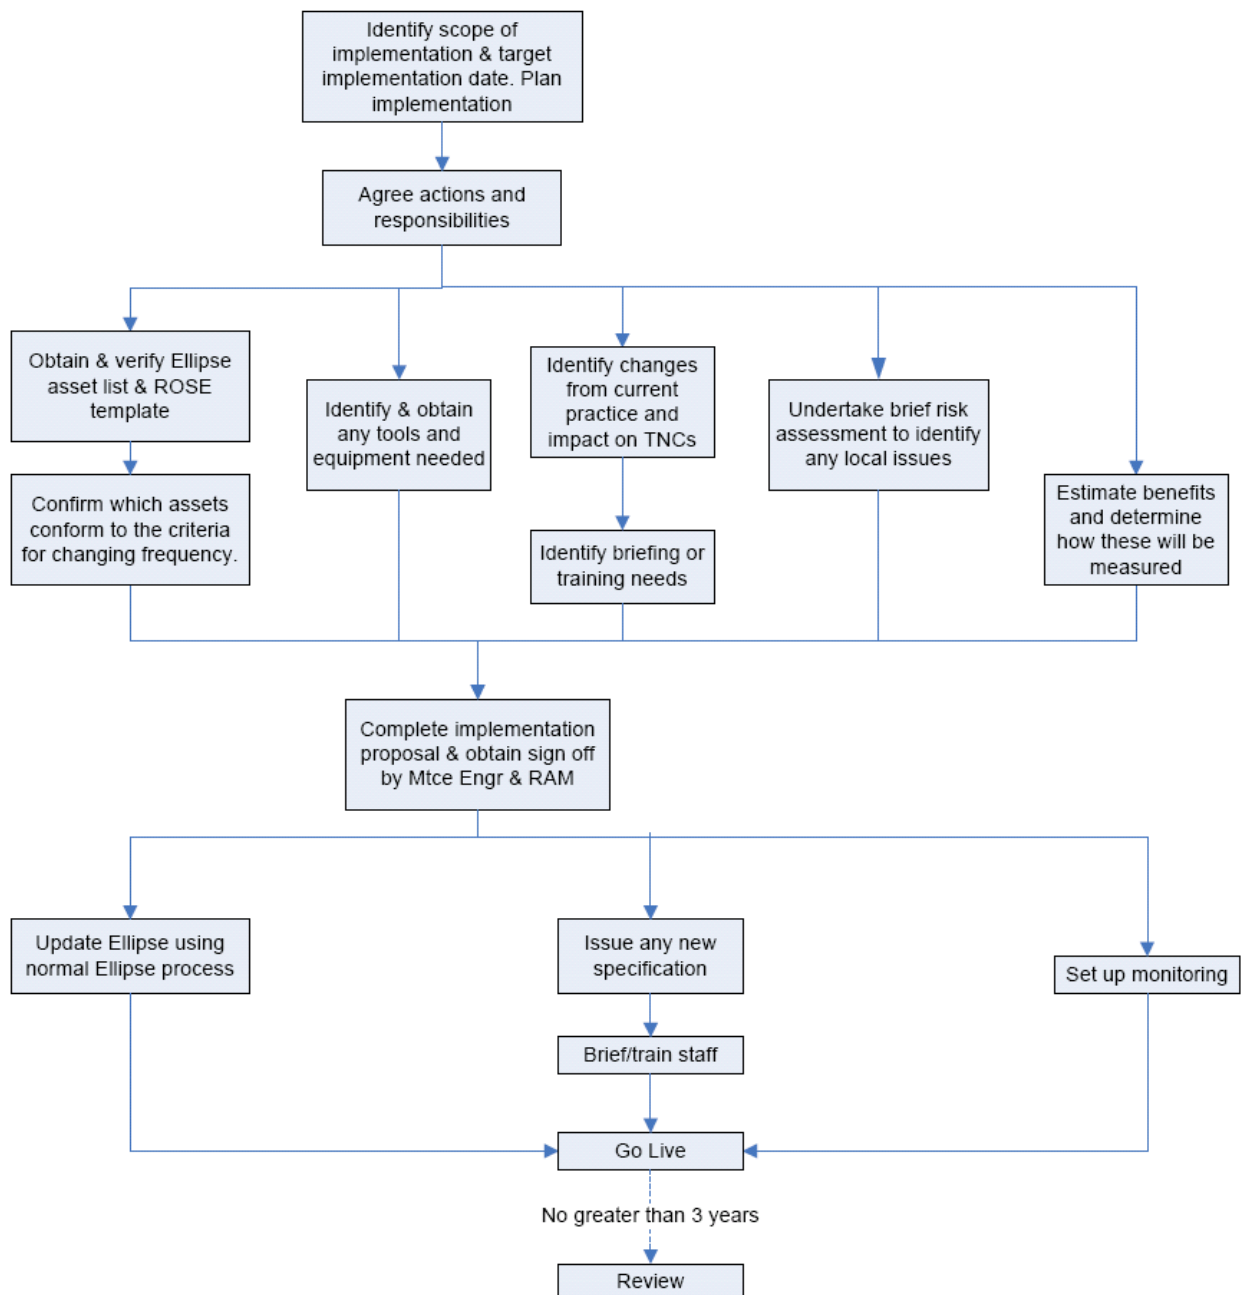 Identify scope of
implementation & target
implementation date. Plan
implementation
Agree actions and
responsibilities
Obtain & verify Ellipse
asset list & ROSE
template
Confirm which assets
conform to the criteria
for changing frequency.
Identify & obtain
any tools and
equipment needed
Identify changes
from current
practice and
impact on TNCs
Identify briefing or
training needs
Undertake brief risk
assessment to identify
any local issues
Estimate benefits
and determine
how these will be
measured
Complete implementation
proposal & obtain sign off
by Mtce Engr & RAM
Update Ellipse using
normal Ellipse process
Issue any new
specification
Set up monitoring
Brief/train staff
Go Live
No greater than 3 years
Review